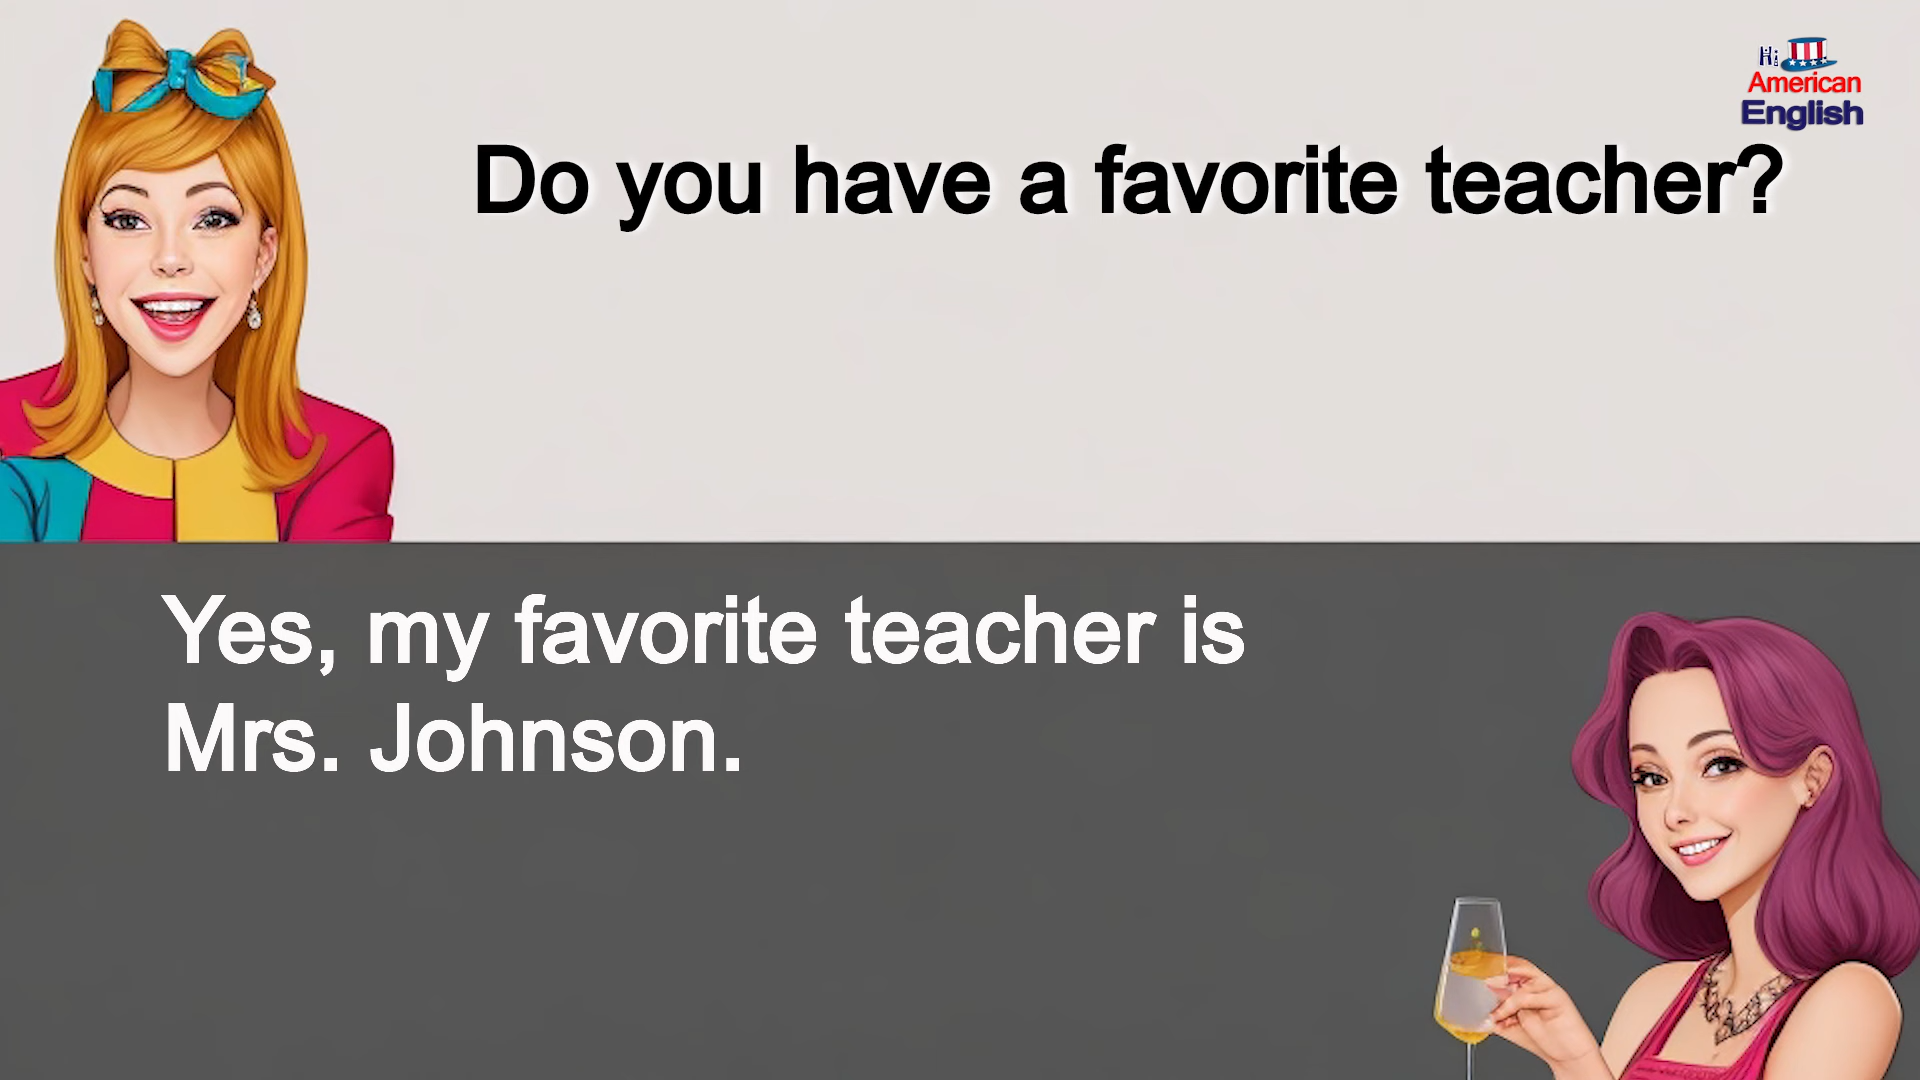 Hi
American
English
Do you have a favorite teacher?
Yes, my favorite teacher is
Mrs. Johnson.